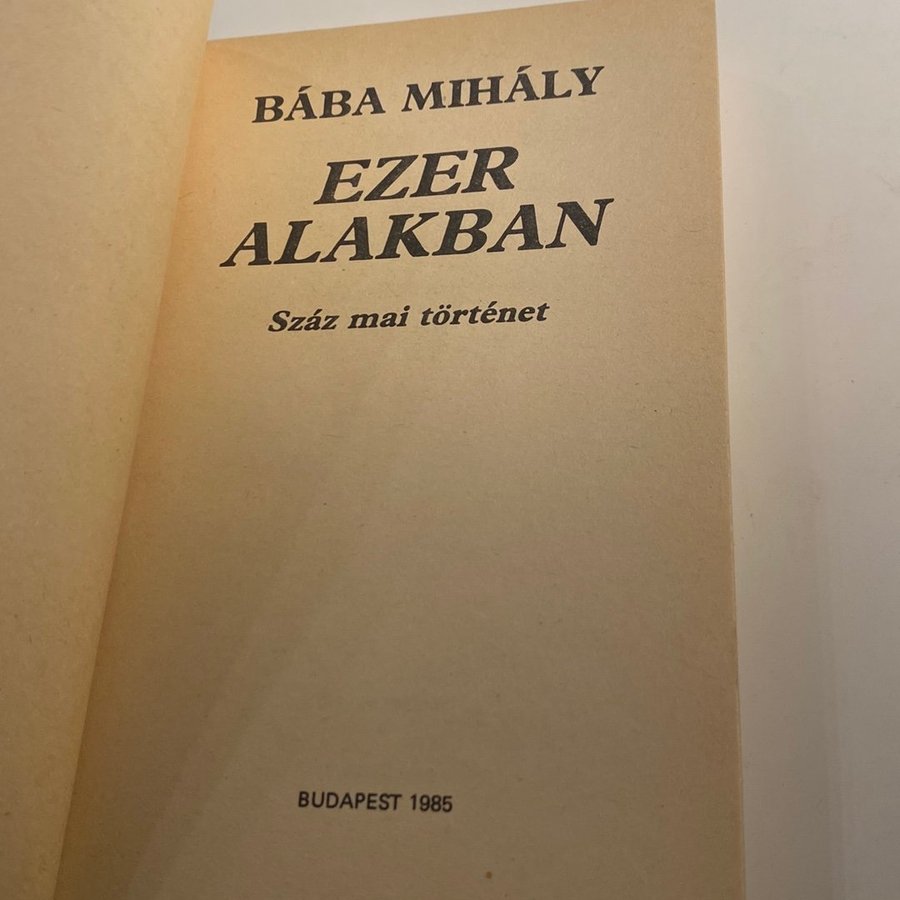 BÁBA MIHÁLY
EZER
ALAKBAN
Száz mai történet
BUDAPEST 1985